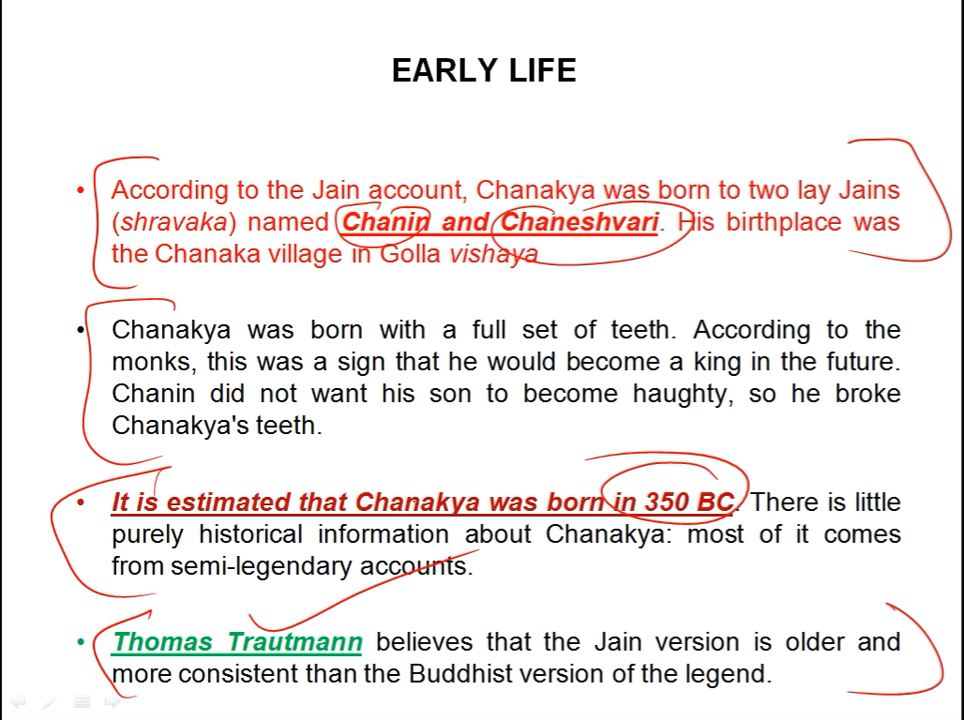 EARLY LIFE
• According to the Jain account, Chanakya was born to two lay Jains
(shravaka) named Chanin and Chaneshvari. His birthplace was
the Chanaka village in Golla vishaya
• Chanakya was born with a full set of teeth. According to the
monks, this was a sign that he would become a king in the future.
Chanin did not want his son to become haughty, so he broke
Chanakya's teeth.
• It is estimated that Chanakya was born in 350 BC. There is little
purely historical information about Chanakya: most of it comes
from semi-legendary accounts.
• Thomas Trautmann believes that the Jain version is older and
more consistent than the Buddhist version of the legend.